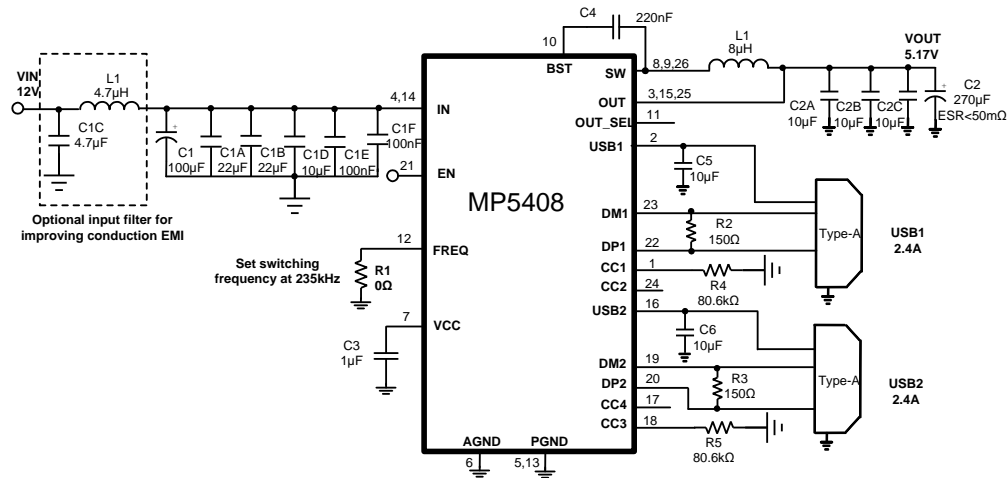 C4
220nF
10
BST
L1
8µH
VOUT
5.17V
VIN
12V
L1
4.7µH
C1C
4.7µF
C1
100µF
C1A
22µF
C1B
22µF
C1D
10µF
C1E
100nF
C1F
100nF
4,14
IN
21
EN
Optional input filter for
improving conduction EMI
12
FREQ
Set switching
frequency at 235kHz
R1
0Ω
7
VCC
C3
1µF
MP5408
AGND
6
PGND
5,13
SW
8,9,26
OUT
3,15,25
OUT_SEL
11
USB1
2
C2A
10µF
C2B
10µF
C2C
10µF
C2
270µF
ESR<50mΩ
C5
10µF
DM1
23
R2
150Ω
DP1
22
CC1
1
R4
80.6kΩ
CC2
24
Type-A
USB1
2.4A
USB2
16
C6
10µF
DM2
19
R3
150Ω
DP2
20
CC4
17
CC3
18
R5
80.6kΩ
Type-A
USB2
2.4A